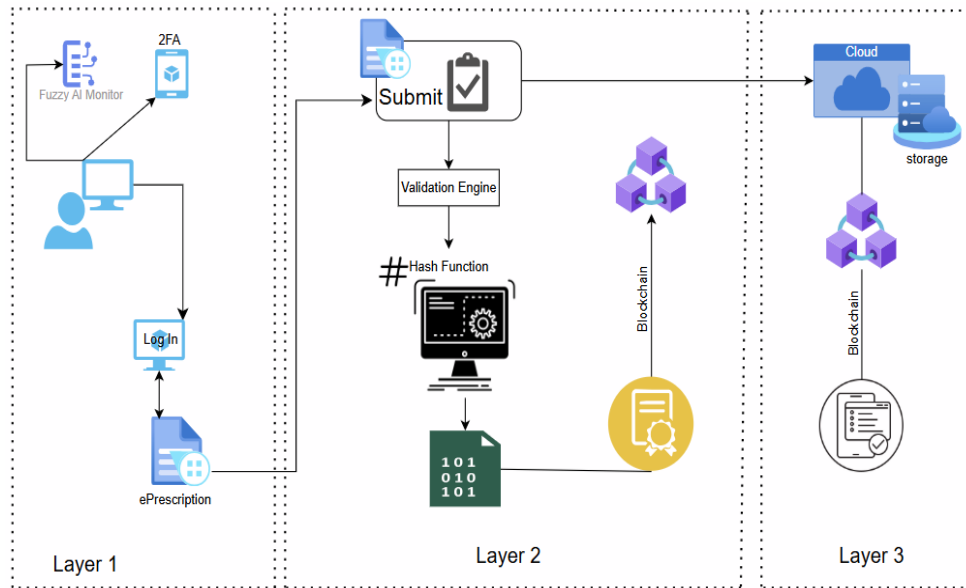 2FA
Fuzzy AI Monitor
Log In
ePrescription
Layer 1
Submit
Validation Engine
# Hash Function
101
010
101
Blockchain
Layer 2
Cloud
storage
Blockchain
Layer 3